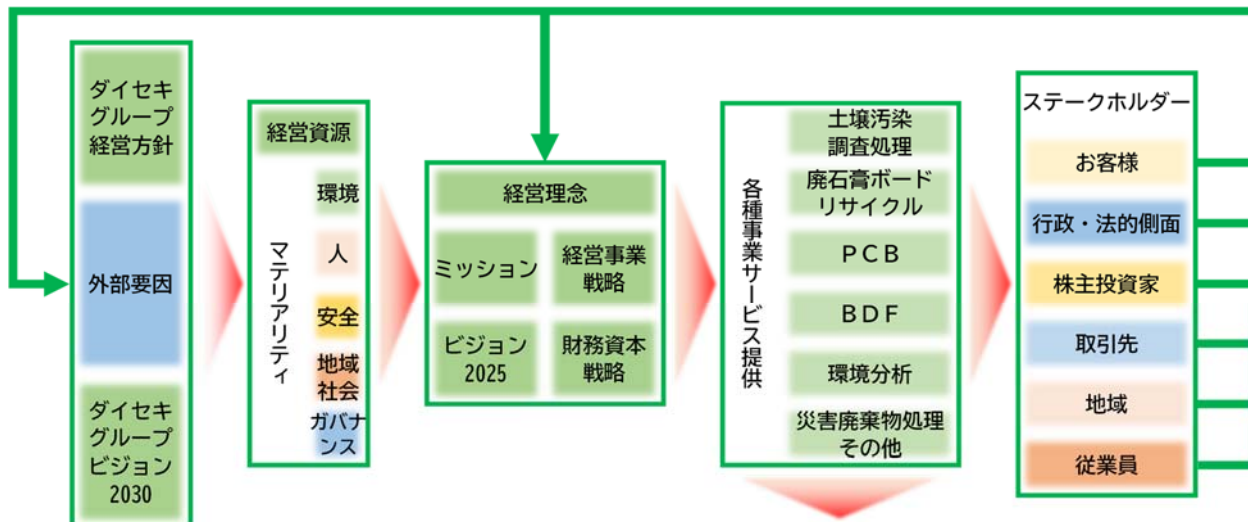 ダイセキ
グループ
経営方針
外部要因
ダイセキ
グループ
ビジョン
2030
経営資源
マテリアリティ
環境
人
安全
地域
社会
ガバナ
ンス
経営理念
ミッション
経営事業
戦略
ビジョン
2025
財務資本
戦略
各種事業サービス提供
土壌汚染
調査処理
廃石膏ボード
リサイクル
ＰＣＢ
ＢＤＦ
環境分析
災害廃棄物処理
その他
ステークホルダー
お客様
行政・法的側面
株主投資家
取引先
地域
従業員